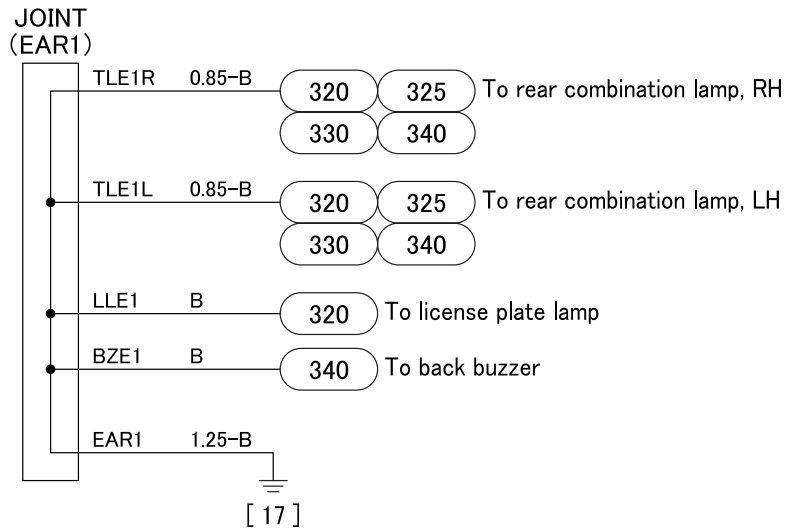 JOINT
(EAR1)
TLE1R 0.85-B 320 325 To rear combination lamp, RH
330 340
TLE1L 0.85-B 320 325 To rear combination lamp, LH
330 340
LLE1 B 320 To license plate lamp
BZE1 B 340 To back buzzer
EAR1 1.25-B
[ 17 ]